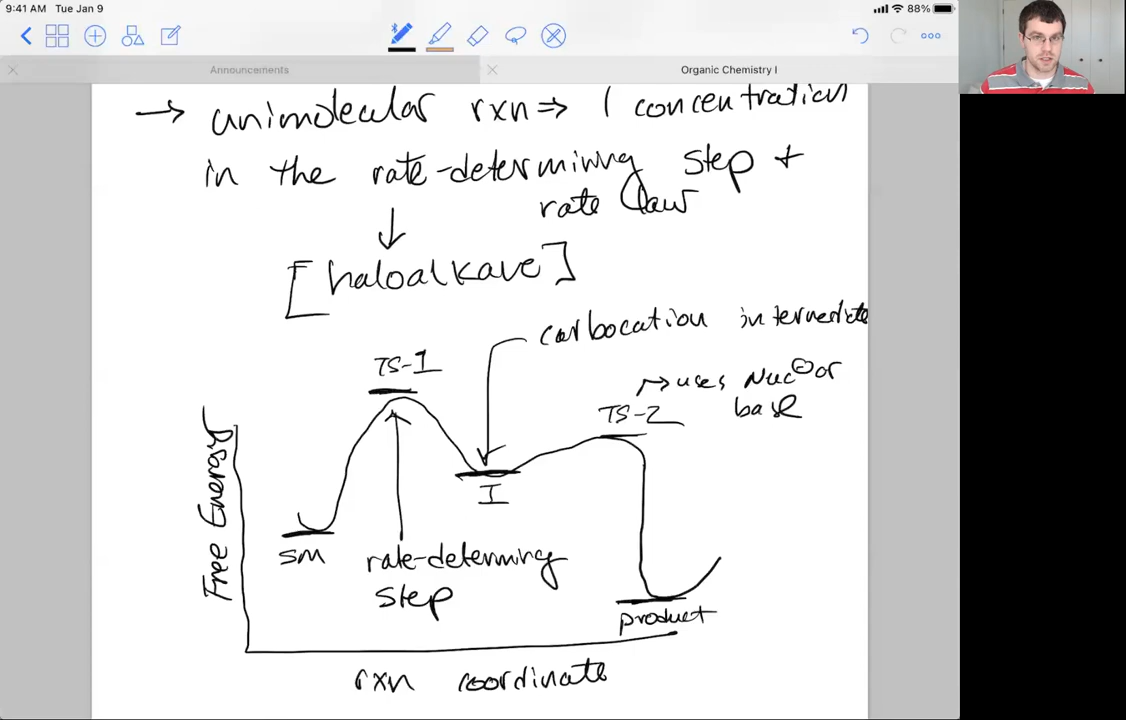 9:41 AM Tue Jan 9
88%
Announcements
Organic Chemistry I
→ unimolecular rxn ⇒ 1 concentration
in the rate-determining step +
rate law
↓
[haloalkane]
carbocation intermediate
TS-1
→ uses Nuc⊖ or
base
TS-2
I
SM
rate-determining
step
product
Free Energy
rxn coordinate